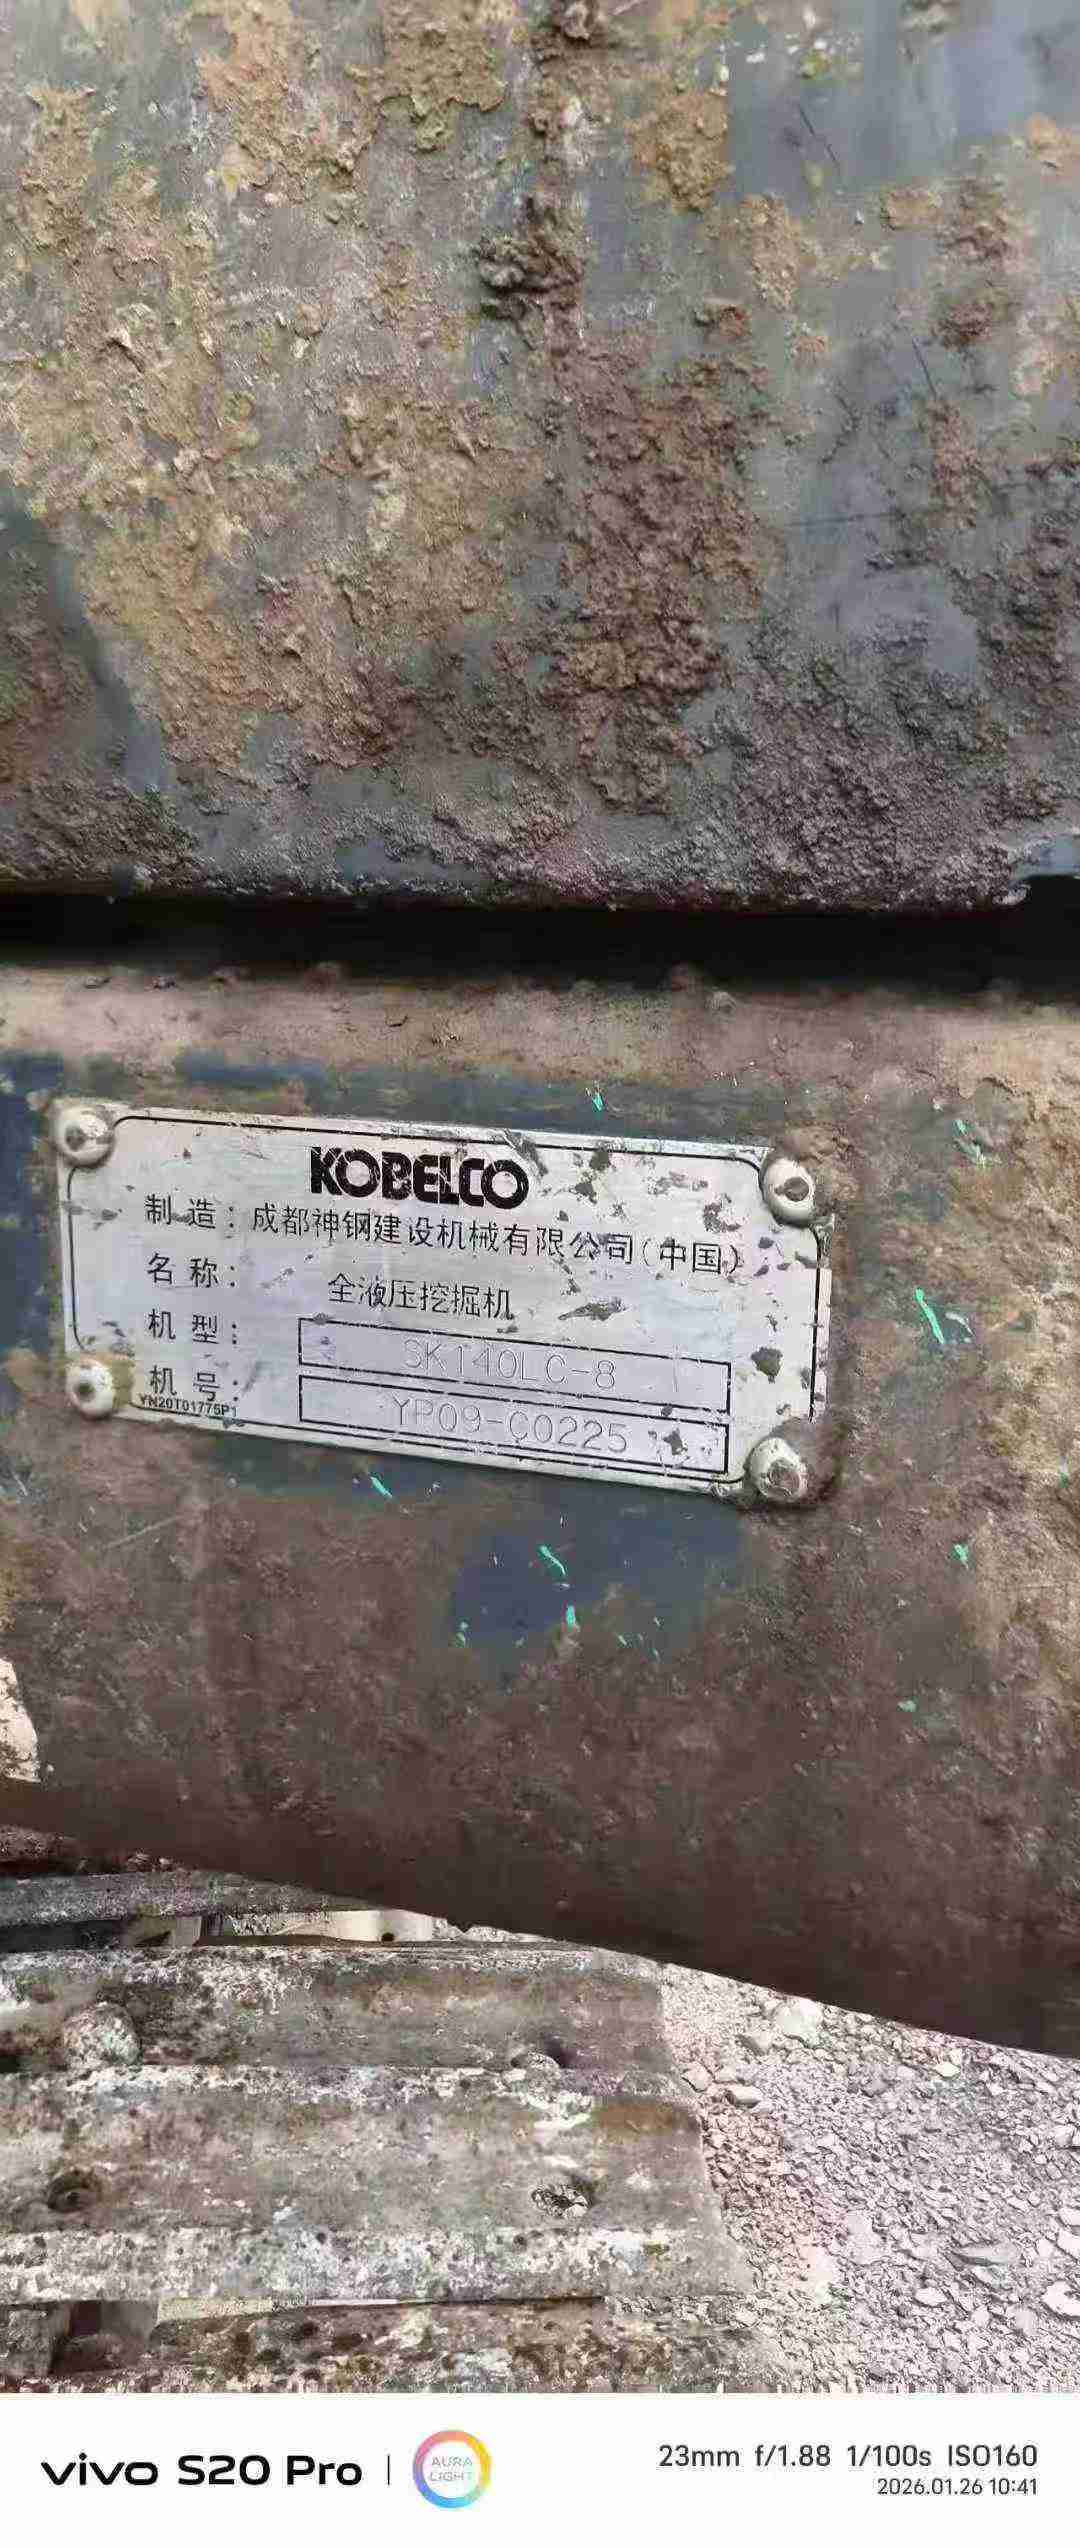 KOBELCO
制造：成都神钢建设机械有限公司（中国）
名称：全液压挖掘机
机型：SK140LC-8
机号：YP09-C0225
YN20T01775P1
vivo S20 Pro
AURA
LIGHT
23mm f/1.88 1/100s ISO160
2026.01.26 10:41